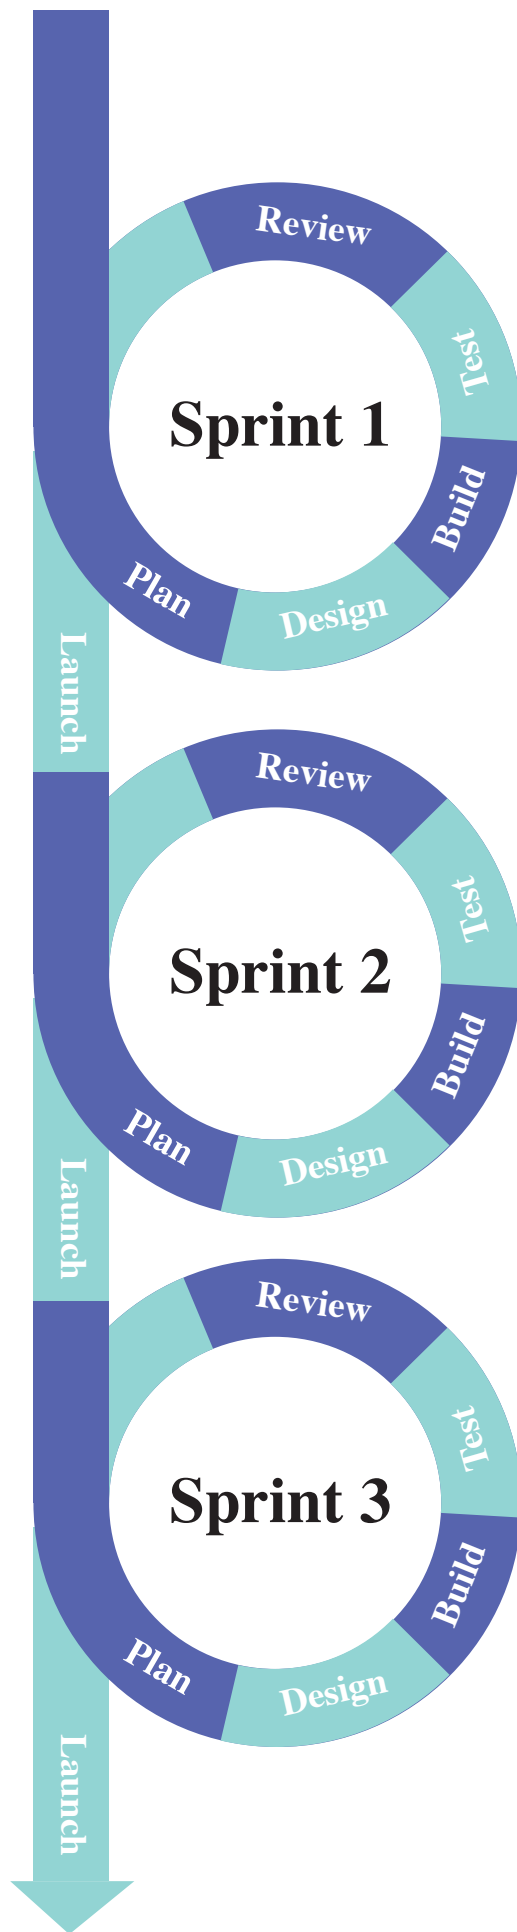 Review
Test
Sprint 1
Build
Plan
Design
Launch
Review
Test
Sprint 2
Build
Plan
Design
Launch
Review
Test
Sprint 3
Build
Plan
Design
Launch